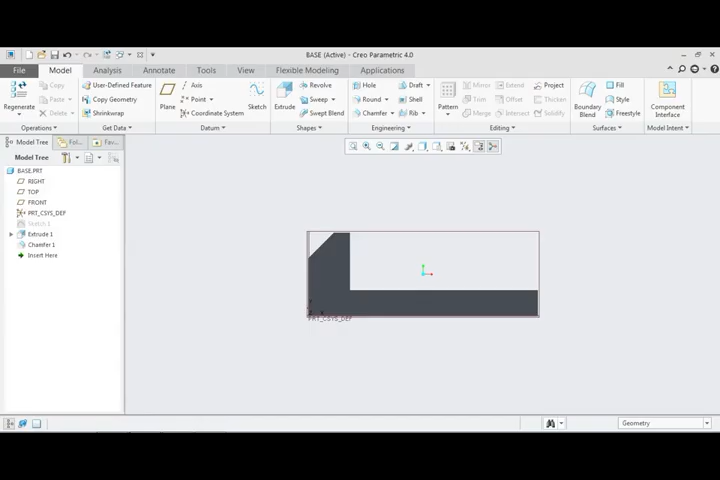 BASE (Active) - Creo Parametric 4.0
File Model Analysis Annotate Tools View Flexible Modeling Applications
Regenerate
Copy
Paste
Delete
Operations
User-Defined Feature
Copy Geometry
Shrinkwrap
Get Data
Plane
Axis
Point
Coordinate System
Sketch
Datum
Extrude
Revolve
Sweep
Swept Blend
Shapes
Hole
Round
Chamfer
Draft
Shell
Rib
Engineering
Pattern
Mirror
Trim
Merge
Extend
Offset
Intersect
Project
Thicken
Solidify
Editing
Boundary
Blend
Fill
Style
Freestyle
Surfaces
Component
Interface
Model Intent
Model Tree Fol... Fav...
Model Tree
BASE.PRT
RIGHT
TOP
FRONT
PRT_CSYS_DEF
Sketch 1
Extrude 1
Chamfer 1
Insert Here
PRT_CSYS_DEF
Geometry